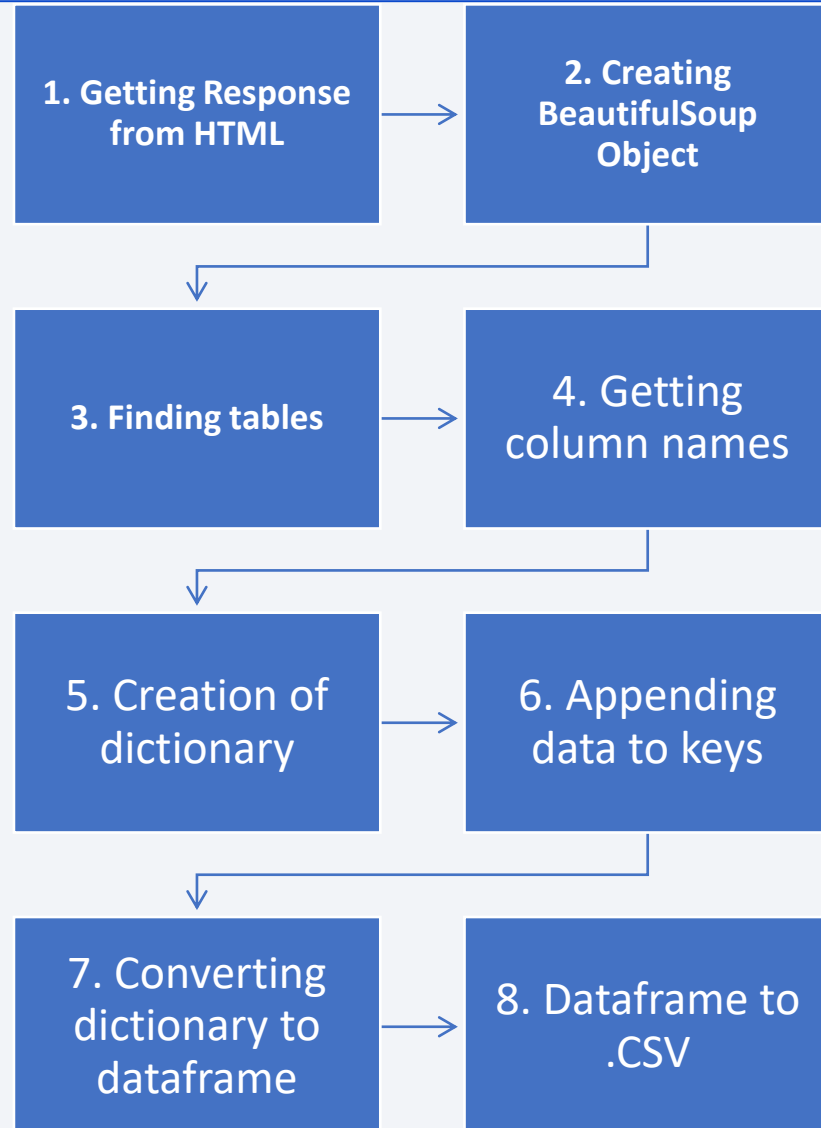 1. Getting Response
from HTML
2. Creating
BeautifulSoup
Object
3. Finding tables
4. Getting
column names
5. Creation of
dictionary
6. Appending
data to keys
7. Converting
dictionary to
dataframe
8. Dataframe to
.CSV